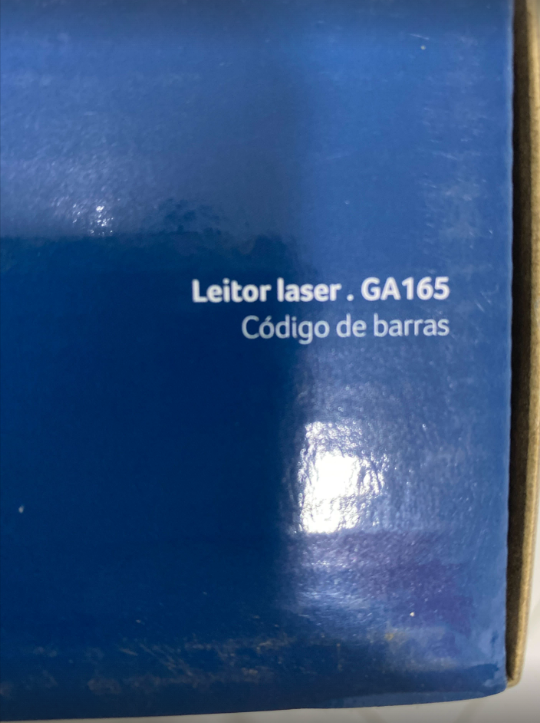 Leitor laser . GA165
Código de barras